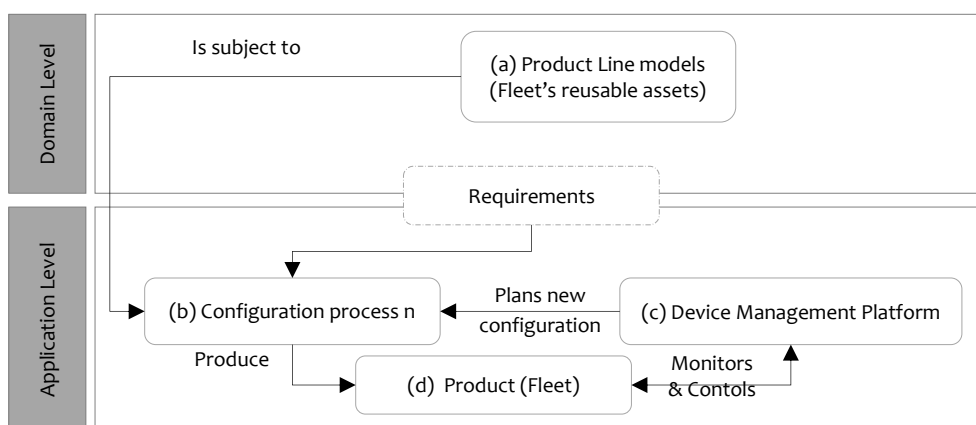 Domain Level
Is subject to
(a) Product Line models
(Fleet's reusable assets)
Requirements
Application Level
(b) Configuration process n
Plans new
configuration
(c) Device Management Platform
Produce
(d) Product (Fleet)
Monitors
& Contols